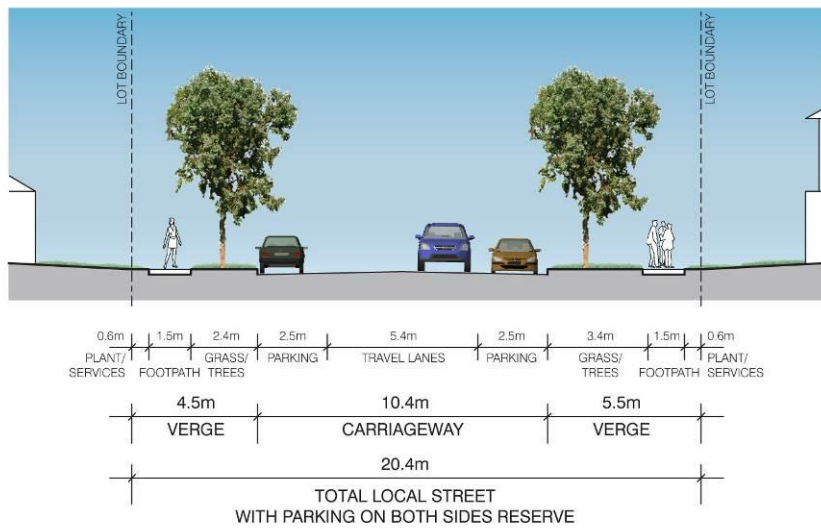 LOT BOUNDARY
LOT BOUNDARY
0.6m 1.5m 2.4m 2.5m 5.4m 2.5m 3.4m 1.5m 0.6m
PLANT/ GRASS/ PARKING TRAVEL LANES PARKING GRASS/ PLANT/
SERVICES FOOTPATH TREES TREES FOOTPATH SERVICES
4.5m 10.4m 5.5m
VERGE CARRIAGEWAY VERGE
20.4m
TOTAL LOCAL STREET
WITH PARKING ON BOTH SIDES RESERVE